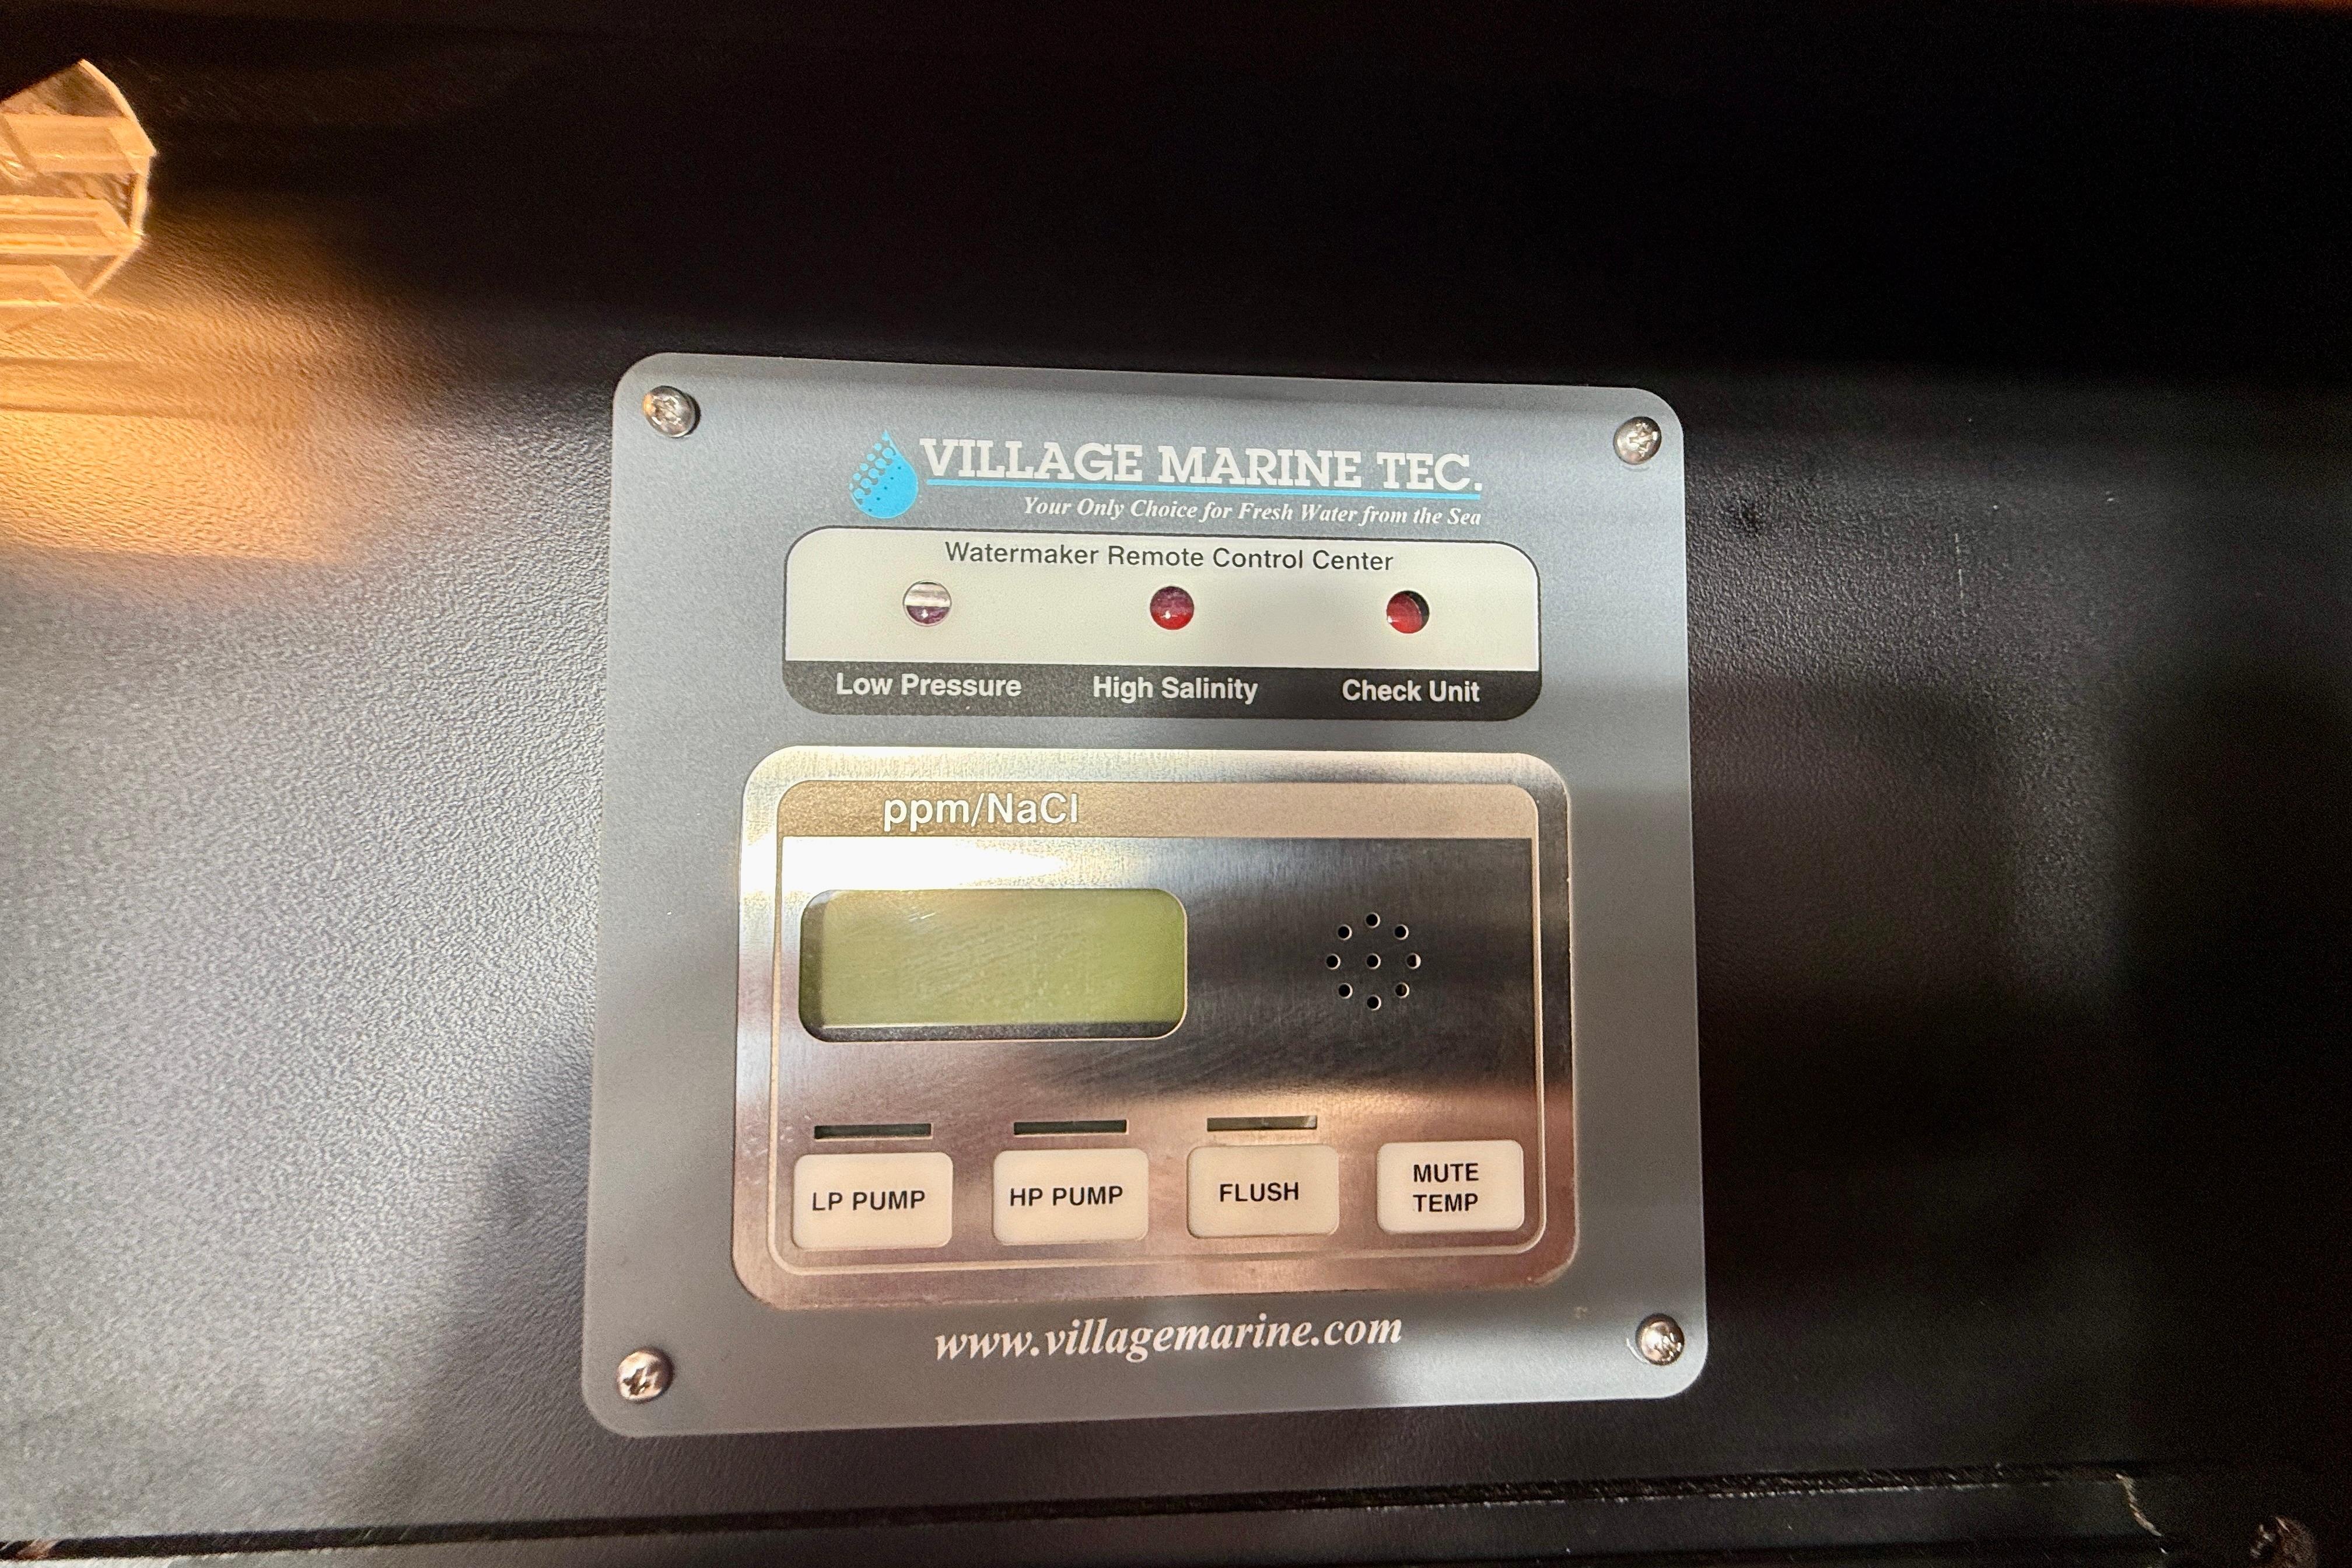 VILLAGE MARINE TEC.
Your Only Choice for Fresh Water from the Sea
Watermaker Remote Control Center
Low Pressure High Salinity Check Unit
ppm/NaCl
LP PUMP HP PUMP FLUSH MUTE TEMP
www.villagemarine.com